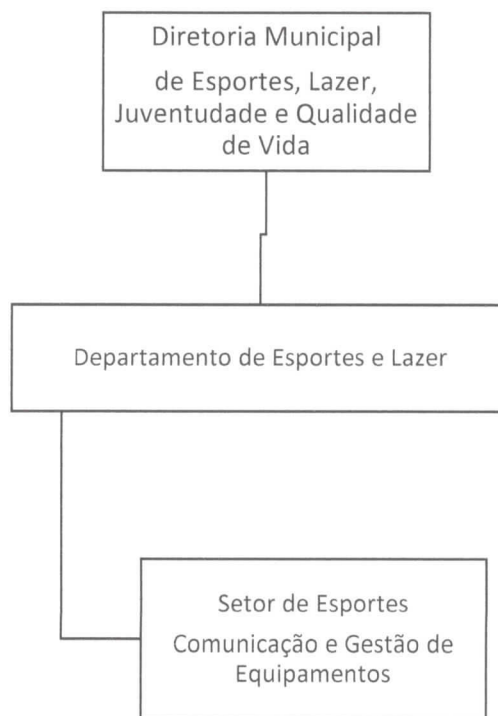 Diretoria Municipal
de Esportes, Lazer,
Juventudade e Qualidade
de Vida
Departamento de Esportes e Lazer
Setor de Esportes
Comunicação e Gestão de
Equipamentos